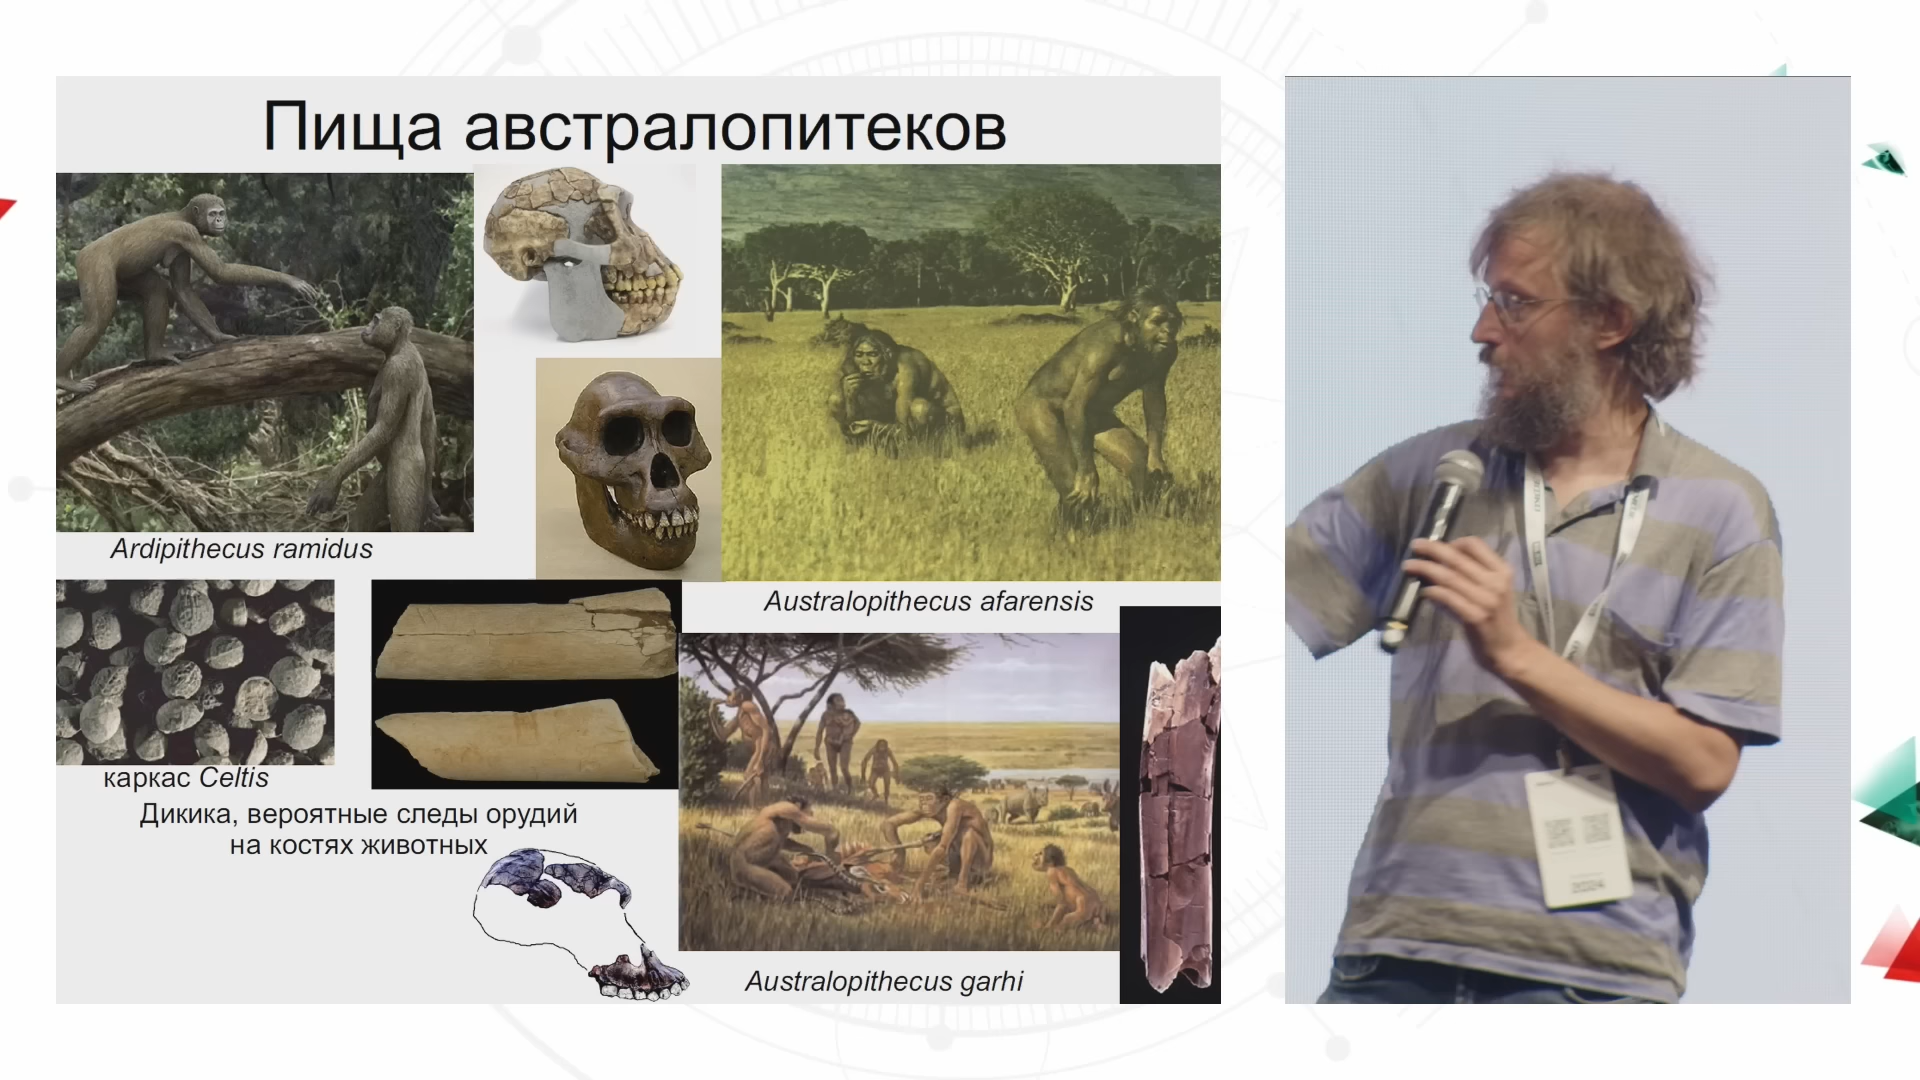 Пища австралопитеков
Ardipithecus ramidus
Australopithecus afarensis
каркас Celtis
Дикика, вероятные следы орудий
на костях животных
Australopithecus garhi